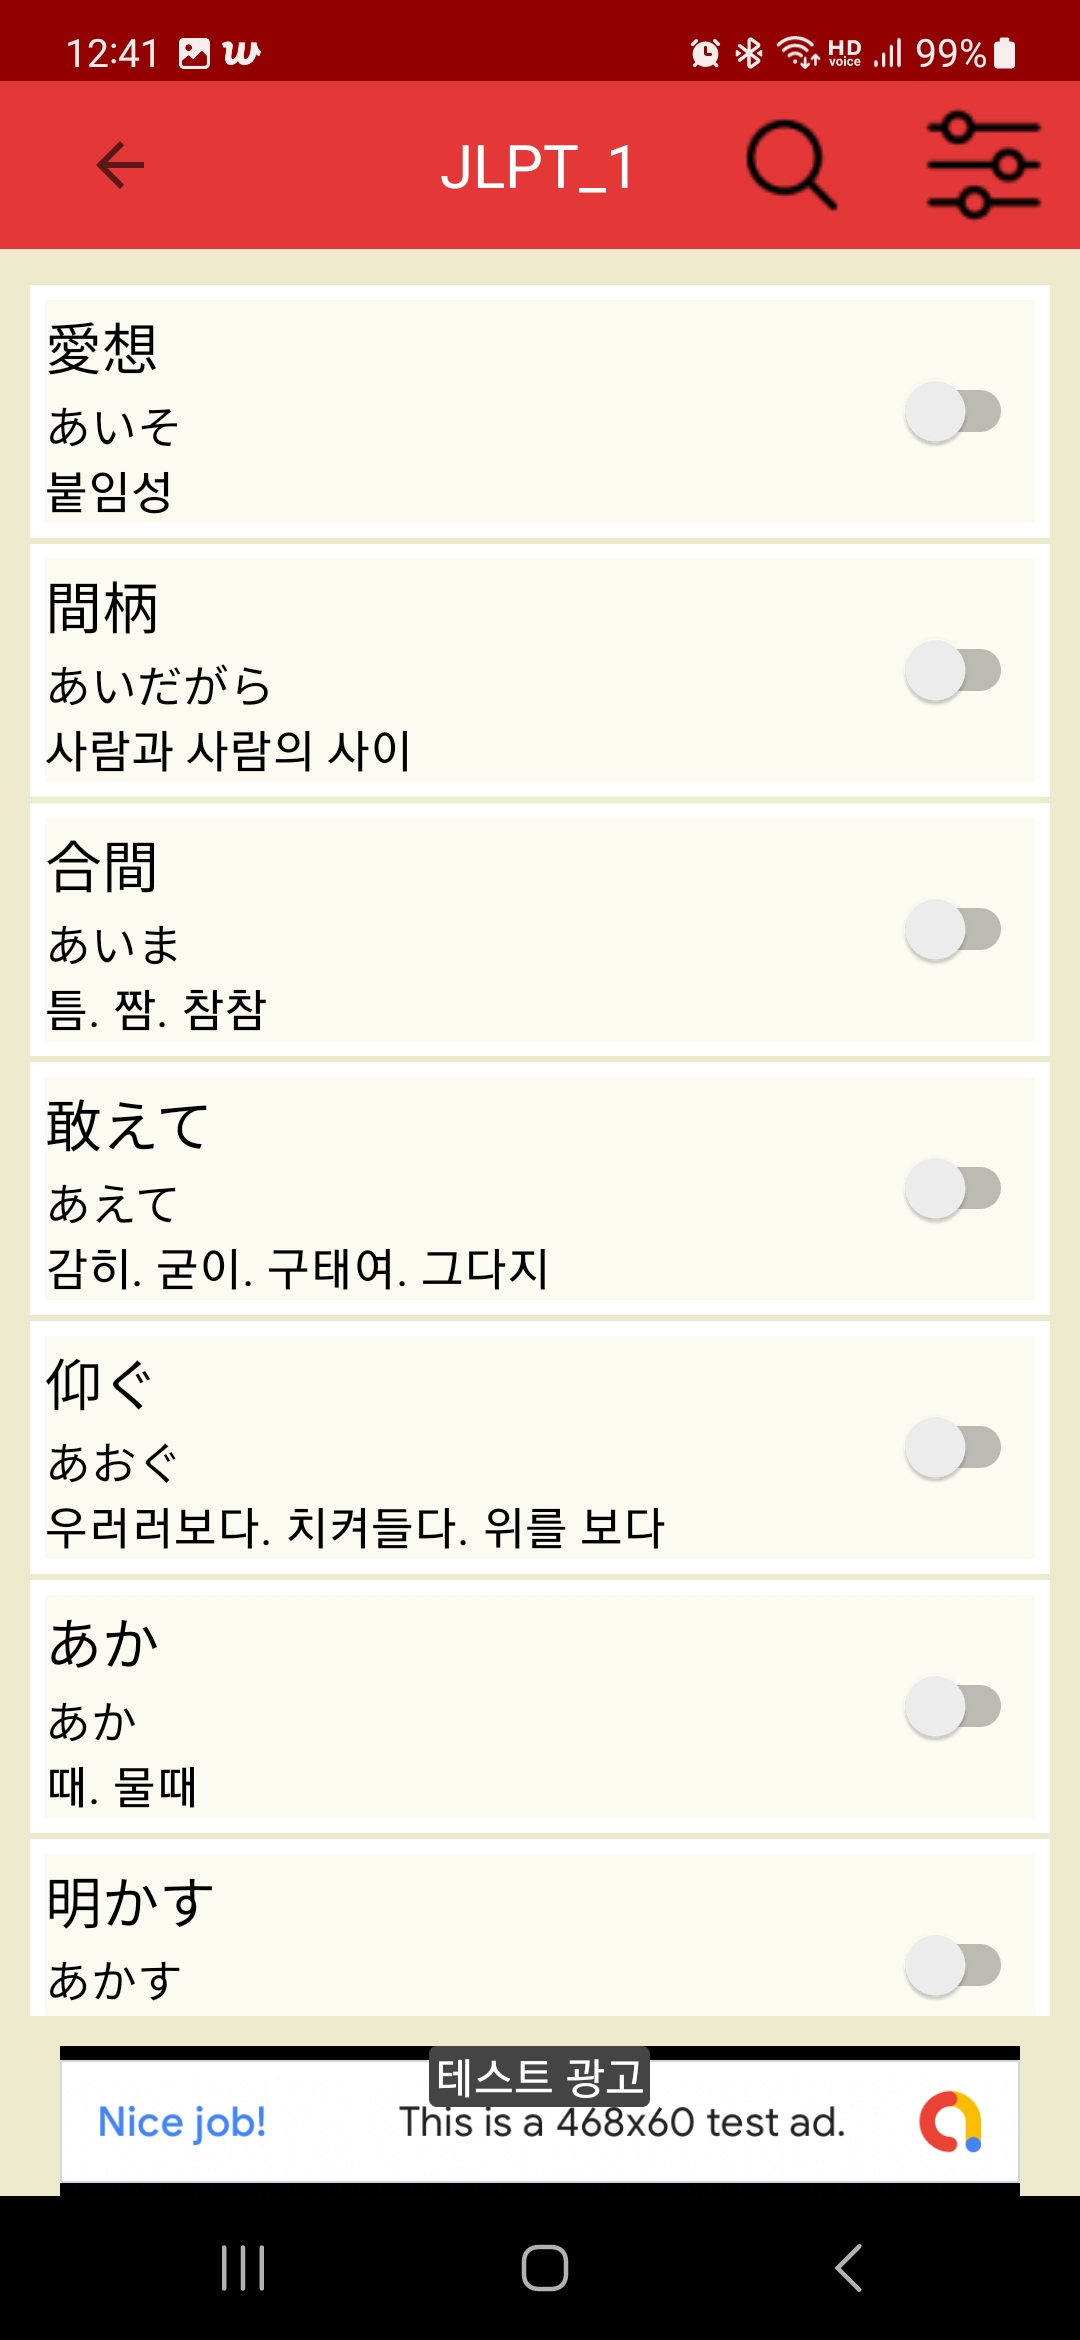 12:41
HD voice
99%
JLPT_1
愛想
あいそ
붙임성
間柄
あいだがら
사람과 사람의 사이
合間
あいま
틈. 짬. 참참
敢えて
あえて
감히. 굳이. 구태여. 그다지
仰ぐ
あおぐ
우러러보다. 치켜들다. 위를 보다
あか
あか
때. 물때
明かす
あかす
테스트 광고
Nice job!
This is a 468x60 test ad.